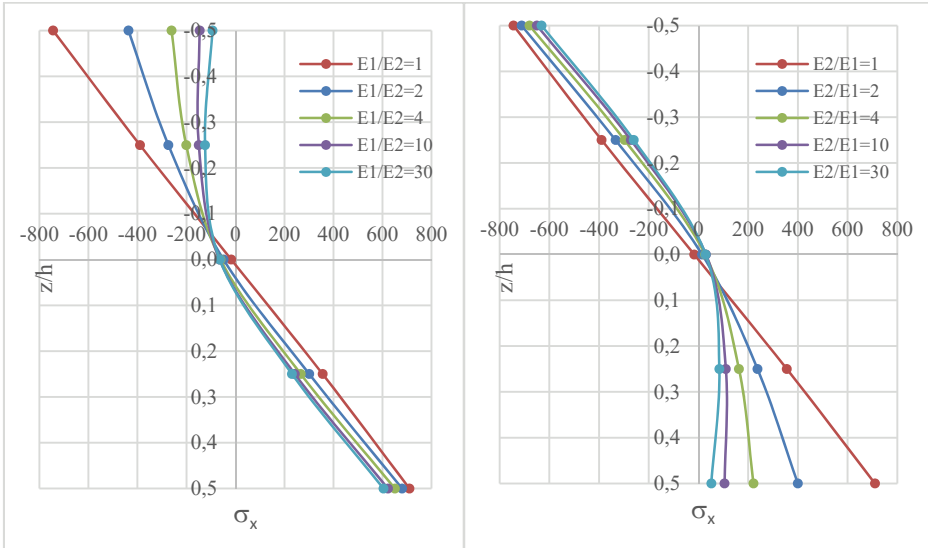 -0,5
-0,4
-0,3
-0,2
-0,1
-800 -600 -400 -200 0 200 400 600 800
0,0
0,1
0,2
0,3
0,4
0,5
z/h
σx
E1/E2=1
E1/E2=2
E1/E2=4
E1/E2=10
E1/E2=30
-0,5
-0,4
-0,3
-0,2
-0,1
-800 -600 -400 -200 0 200 400 600 800
0,0
0,1
0,2
0,3
0,4
0,5
z/h
σx
E2/E1=1
E2/E1=2
E2/E1=4
E2/E1=10
E2/E1=30